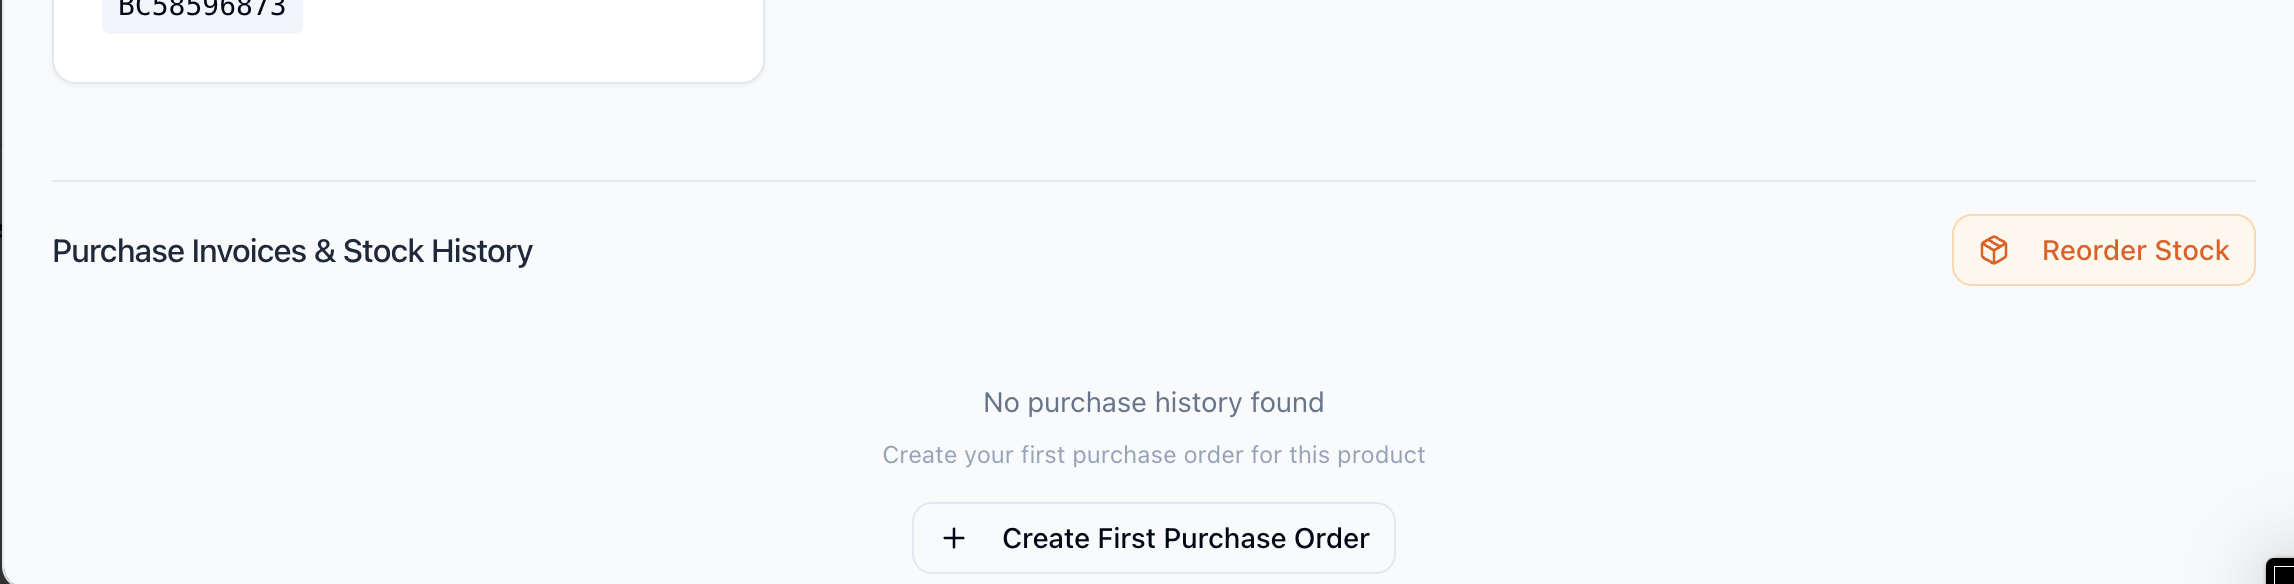 BC58596873
Purchase Invoices & Stock History
Reorder Stock
No purchase history found
Create your first purchase order for this product
Create First Purchase Order